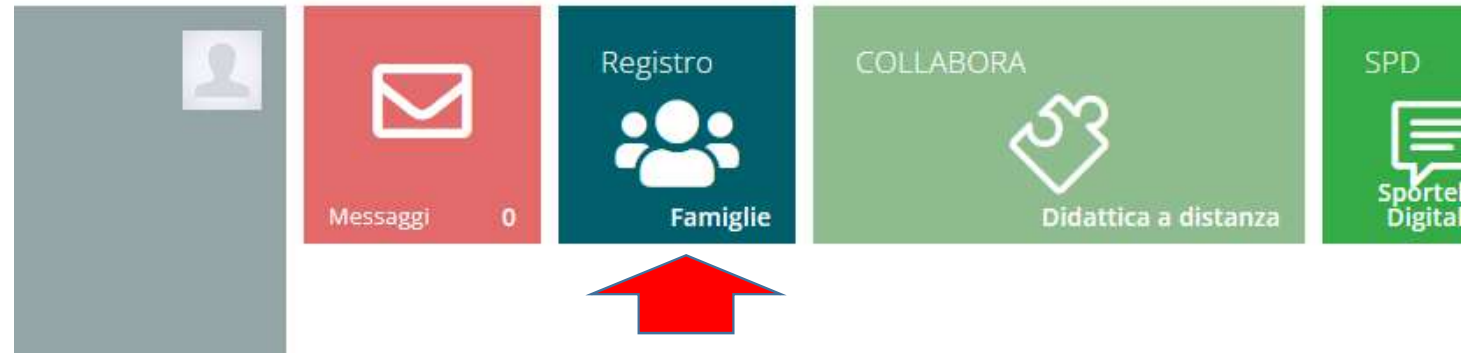 Messaggi 0
Registro
Famiglie
COLLABORA
Didattica a distanza
SPD